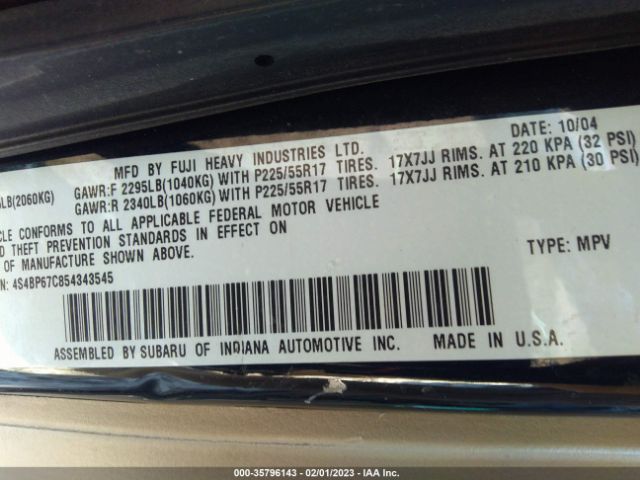 DATE: 10/04
MFD BY FUJI HEAVY INDUSTRIES LTD.
LB(2060KG) GAWR:F 2295LB(1040KG) WITH P225/55R17 TIRES. 17X7JJ RIMS. AT 220 KPA (32 PSI)
GAWR:R 2340LB(1060KG) WITH P225/55R17 TIRES. 17X7JJ RIMS. AT 210 KPA (30 PSI)
CLE CONFORMS TO ALL APPLICABLE FEDERAL MOTOR VEHICLE
D THEFT PREVENTION STANDARDS IN EFFECT ON
OF MANUFACTURE SHOWN ABOVE.
N: 4S4BP67C854343545 TYPE: MPV
ASSEMBLED BY SUBARU OF INDIANA AUTOMOTIVE INC. MADE IN U.S.A.
000-35796143 - 02/01/2023 - IAA Inc.